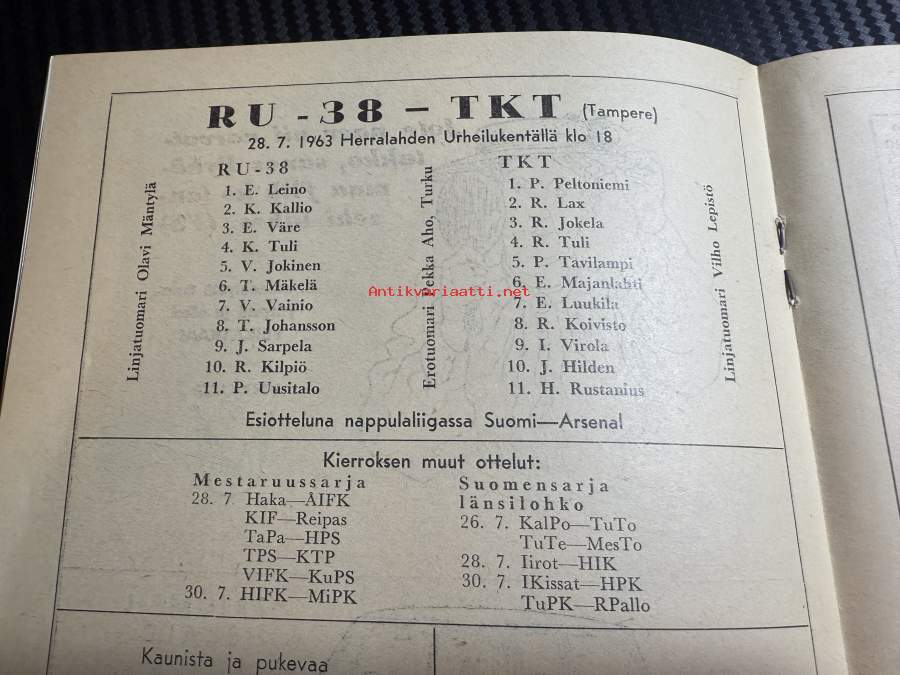 RU-38 — TKT (Tampere)
28. 7. 1963 Herralahden Urheilukentällä klo 18
Linjatuomari Olavi Mäntylä
RU-38
1. E. Leino
2. K. Kallio
3. E. Väre
4. K. Tuli
5. V. Jokinen
6. T. Mäkelä
7. V. Vainio
8. T. Johansson
9. J. Sarpela
10. R. Kilpiö
11. P. Uusitalo
Erotuomari Pekka Aho, Turku
TKT
1. P. Peltoniemi
2. R. Lax
3. R. Jokela
4. R. Tuli
5. P. Tavilampi
6. E. Majanlahti
7. E. Luukila
8. R. Koivisto
9. I. Virola
10. J. Hilden
11. H. Rustanius
Linjatuomari Vilho Lepistö
Antikvariaatti.net
Esiotteluna nappulaliigassa Suomi—Arsenal
Kierroksen muut ottelut:
Mestaruussarja
28. 7. Haka—ÅIFK
KIF—Reipas
TaPa—HPS
TPS—KTP
VIFK—KuPS
30. 7. HIFK—MiPK
Suomensarja
länsilohko
26. 7. KalPo—TuTo
TuTe—MesTo
28. 7. Iirot—HIK
30. 7. IKissat—HPK
TuPK—RPallo
Kaunista ja pukevaa